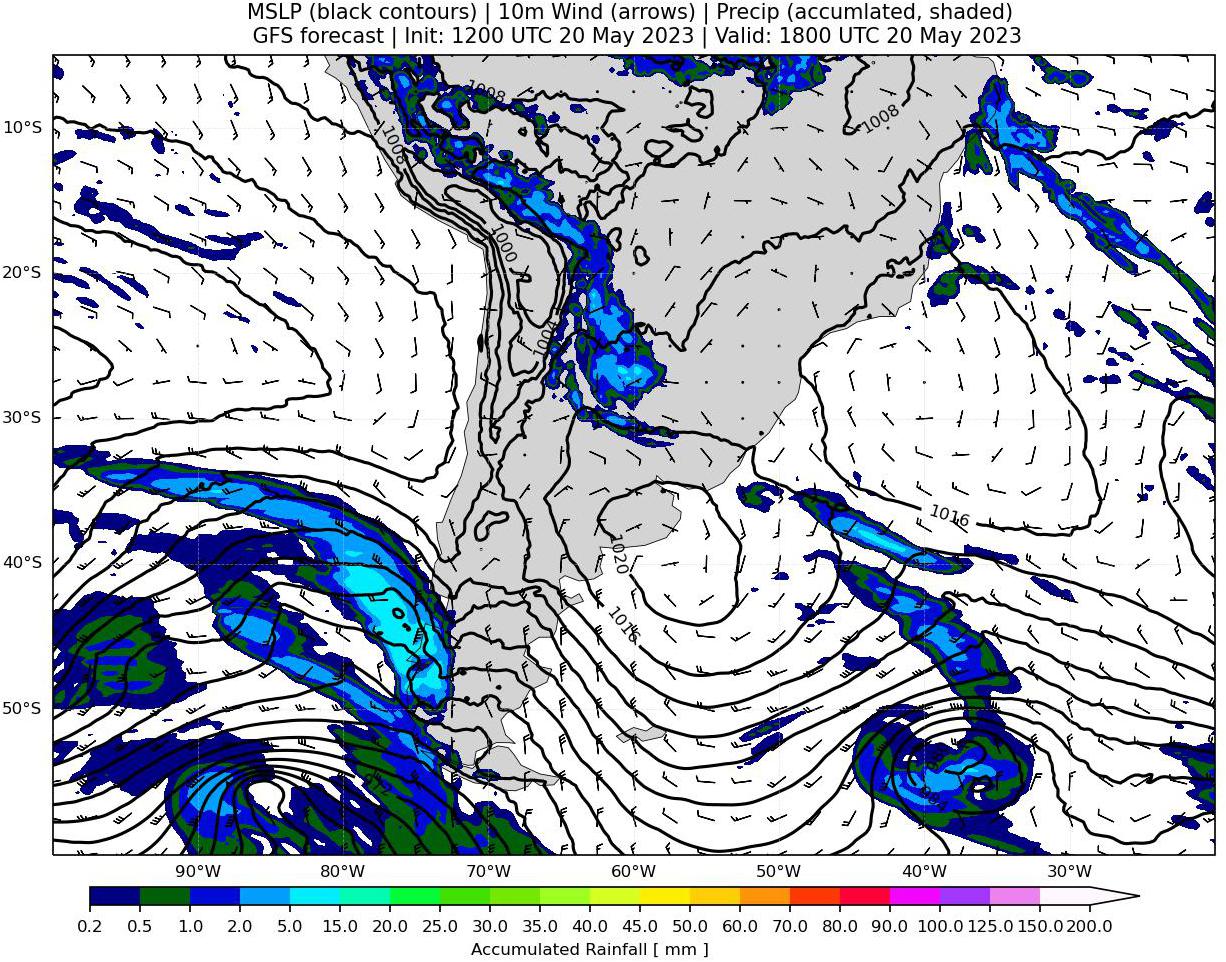 MSLP (black contours) | 10m Wind (arrows) | Precip (accumlated, shaded)
GFS forecast | Init: 1200 UTC 20 May 2023 | Valid: 1800 UTC 20 May 2023
1008
1008
10°S
1008
1000
20°S
1004
30°S
1016
40°S
1020
1016
50°S
90°W 80°W 70°W 60°W 50°W 40°W 30°W
0.2 0.5 1.0 2.0 5.0 10.0 15.0 20.0 25.0 30.0 35.0 40.0 45.0 50.0 60.0 70.0 80.0 90.0 100.0 125.0 150.0 200.0
Accumulated Rainfall [ mm ]